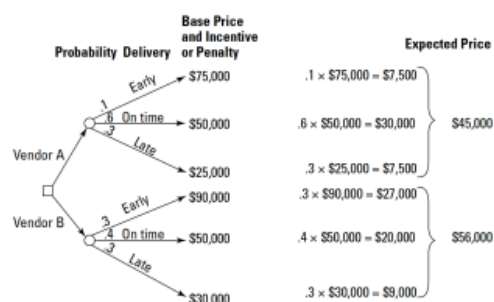 Base Price
and Incentive
Probability Delivery or Penalty
Expected Price
.1 Early $75,000
.1 × $75,000 = $7,500
.6 On time $50,000
.6 × $50,000 = $30,000
$45,000
.3 Late
$25,000
.3 × $25,000 = $7,500
Vendor A
.3 Early $90,000
.3 × $90,000 = $27,000
Vendor B
.4 On time $50,000
.4 × $50,000 = $20,000
$56,000
.3 Late
$30,000
.3 × $30,000 = $9,000